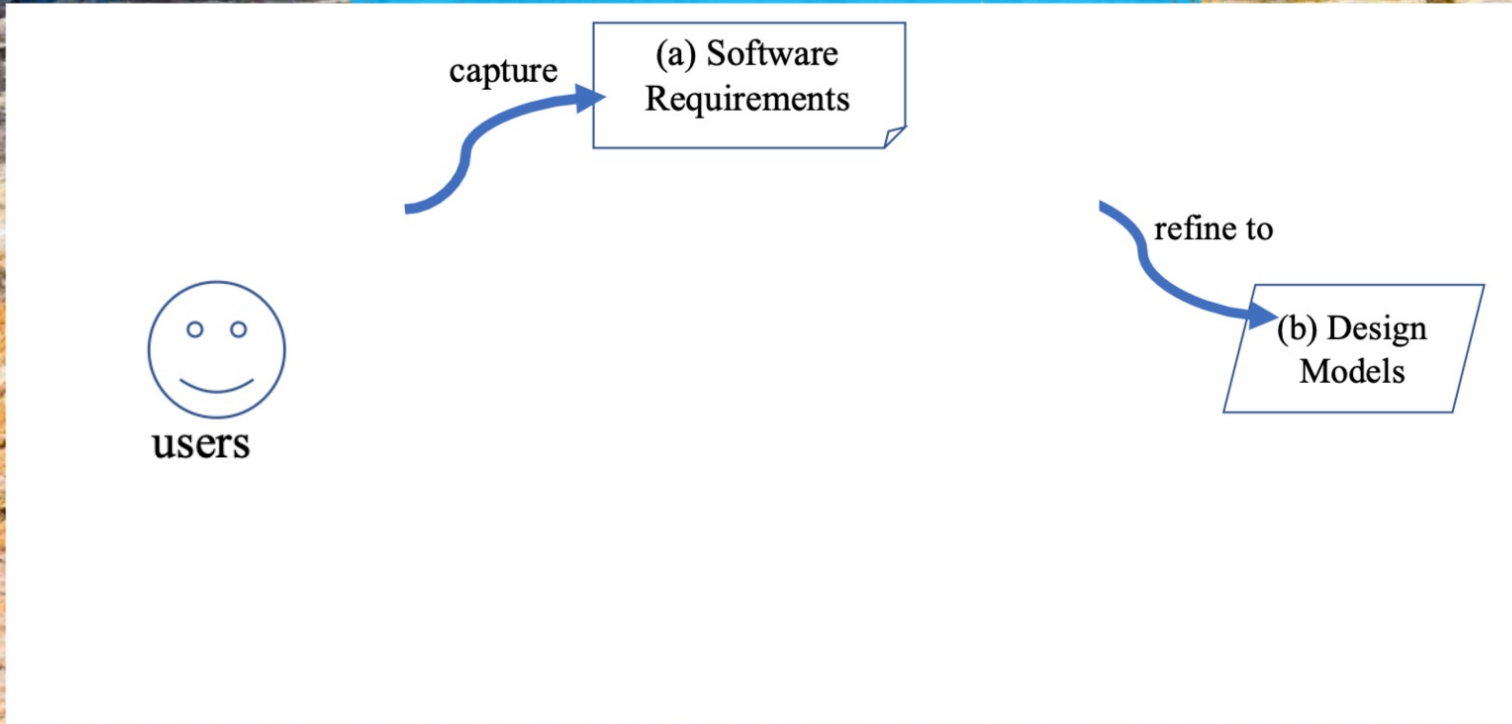 capture
(a) Software
Requirements
refine to
(b) Design
Models
users